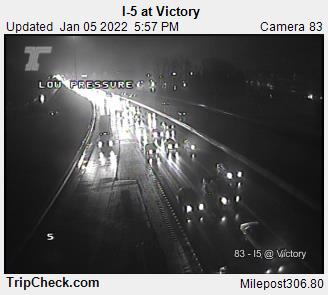 I-5 at Victory
Updated Jan 05 2022 5:57 PM Camera 83
T
LOW PRESSURE
S
83 - I5 @ Victory
TripCheck.com Milepost306.80